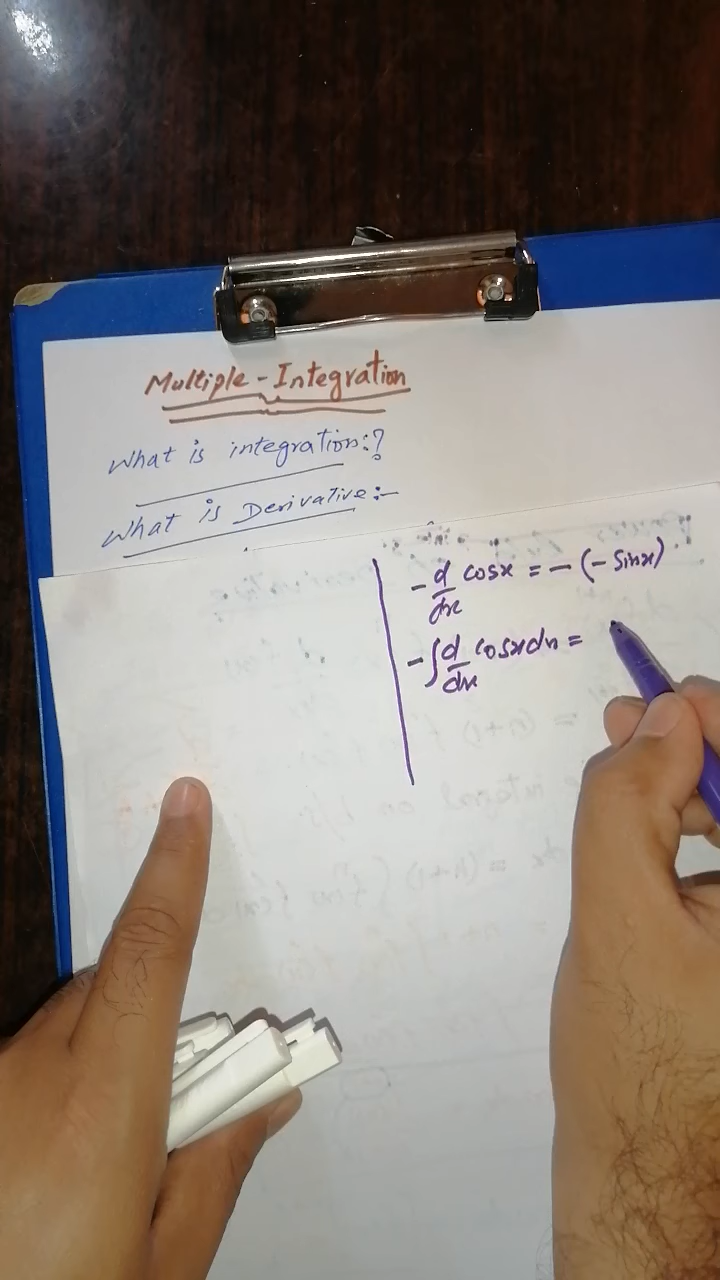 Multiple-Integration
What is integration:?
What is Derivative:-
- d/dx cosx = - (- Sinx)
- ∫ d/dx cosxdx =